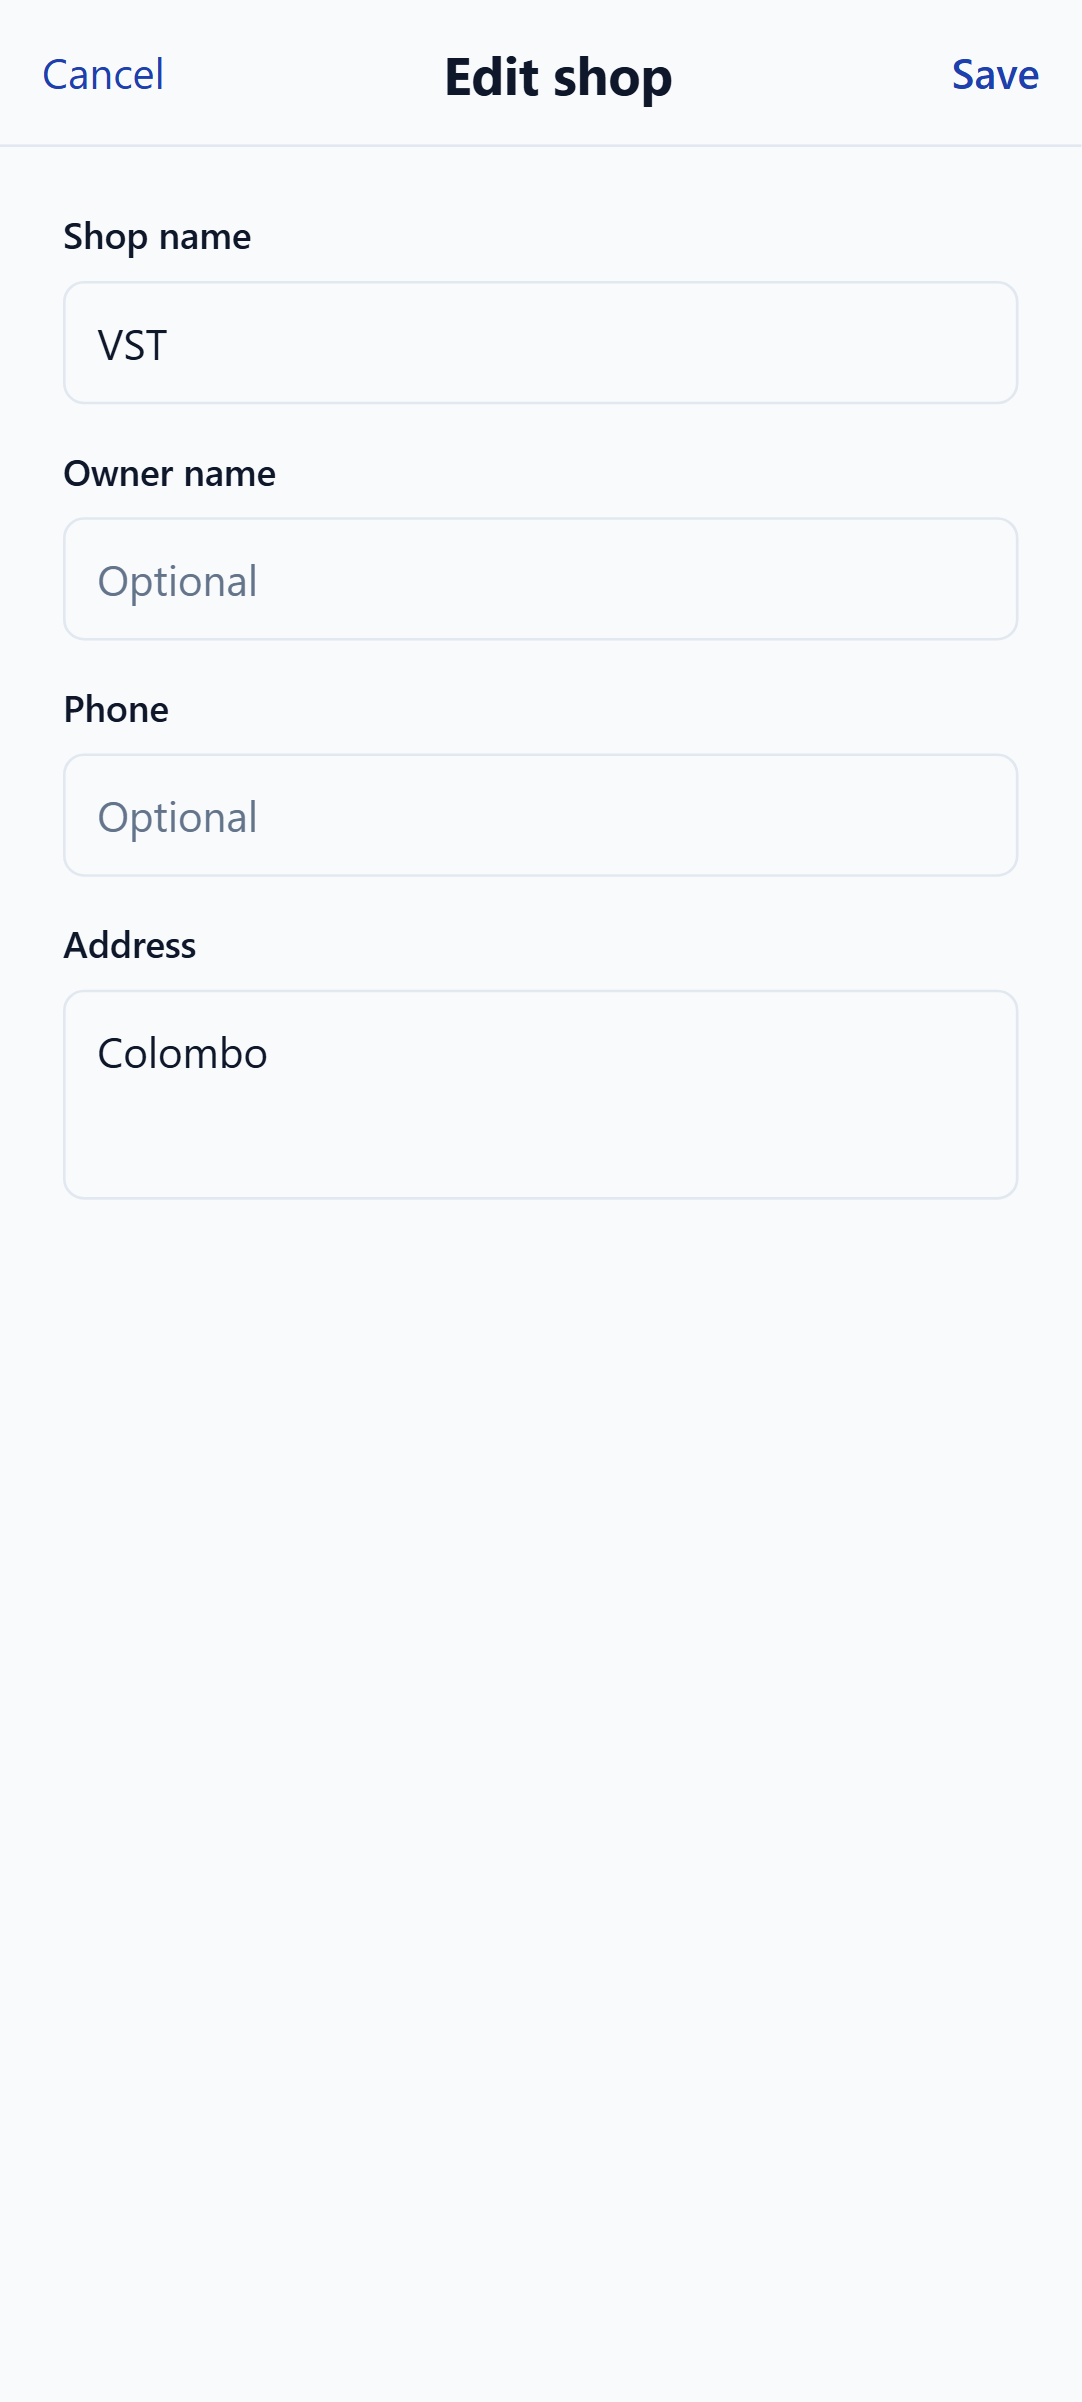 Cancel
Edit shop
Save
Shop name
VST
Owner name
Optional
Phone
Optional
Address
Colombo